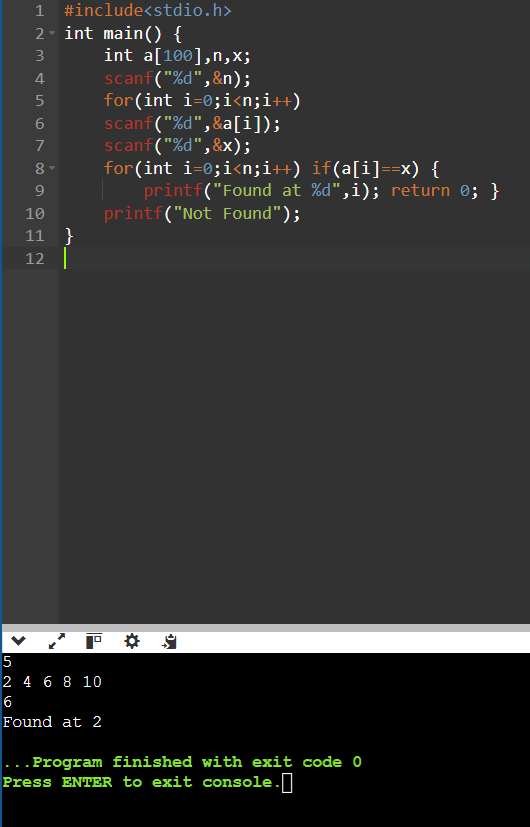 1 #include<stdio.h>
2 int main() {
3     int a[100],n,x;
4     scanf("%d",&n);
5     for(int i=0;i<n;i++)
6     scanf("%d",&a[i]);
7     scanf("%d",&x);
8     for(int i=0;i<n;i++) if(a[i]==x) {
9         printf("Found at %d",i); return 0; }
10     printf("Not Found");
11 }
12
5
2 4 6 8 10
6
Found at 2
...Program finished with exit code 0
Press ENTER to exit console.